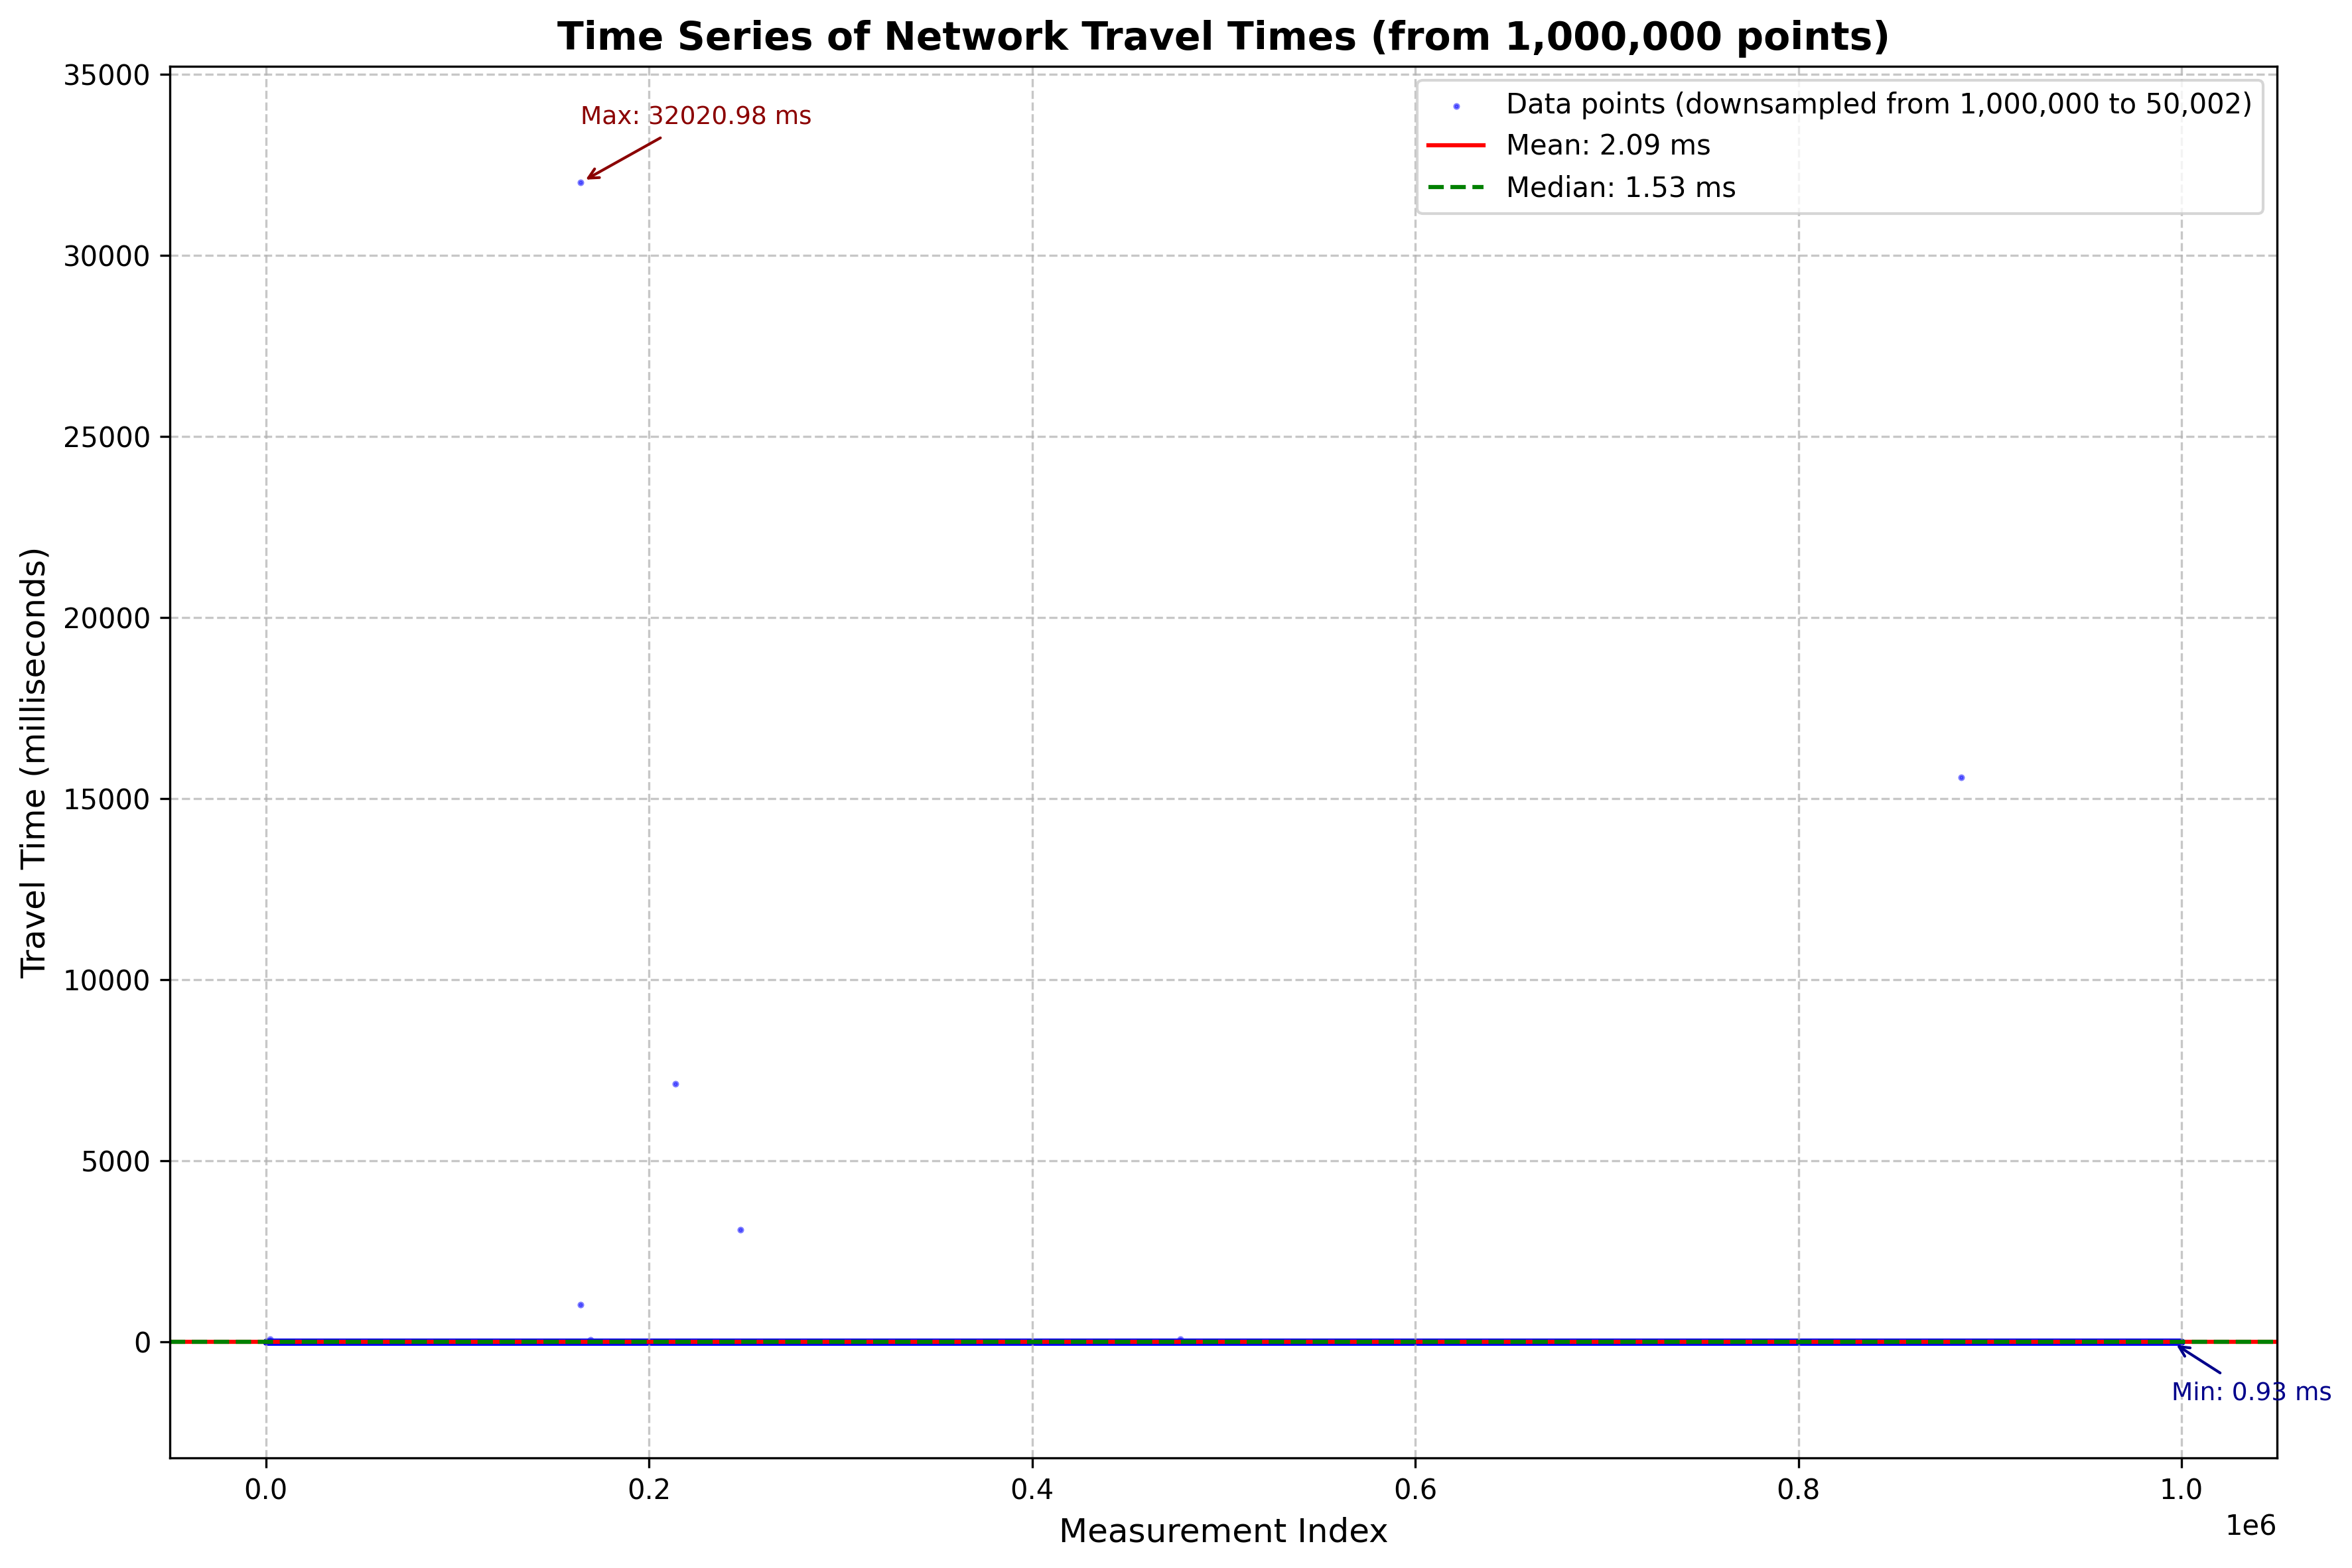 Time Series of Network Travel Times (from 1,000,000 points)
35000
30000
25000
20000
15000
10000
5000
0
Travel Time (milliseconds)
Max: 32020.98 ms
Data points (downsampled from 1,000,000 to 50,002)
Mean: 2.09 ms
Median: 1.53 ms
Min: 0.93 ms
0.0 0.2 0.4 0.6 0.8 1.0
1e6
Measurement Index